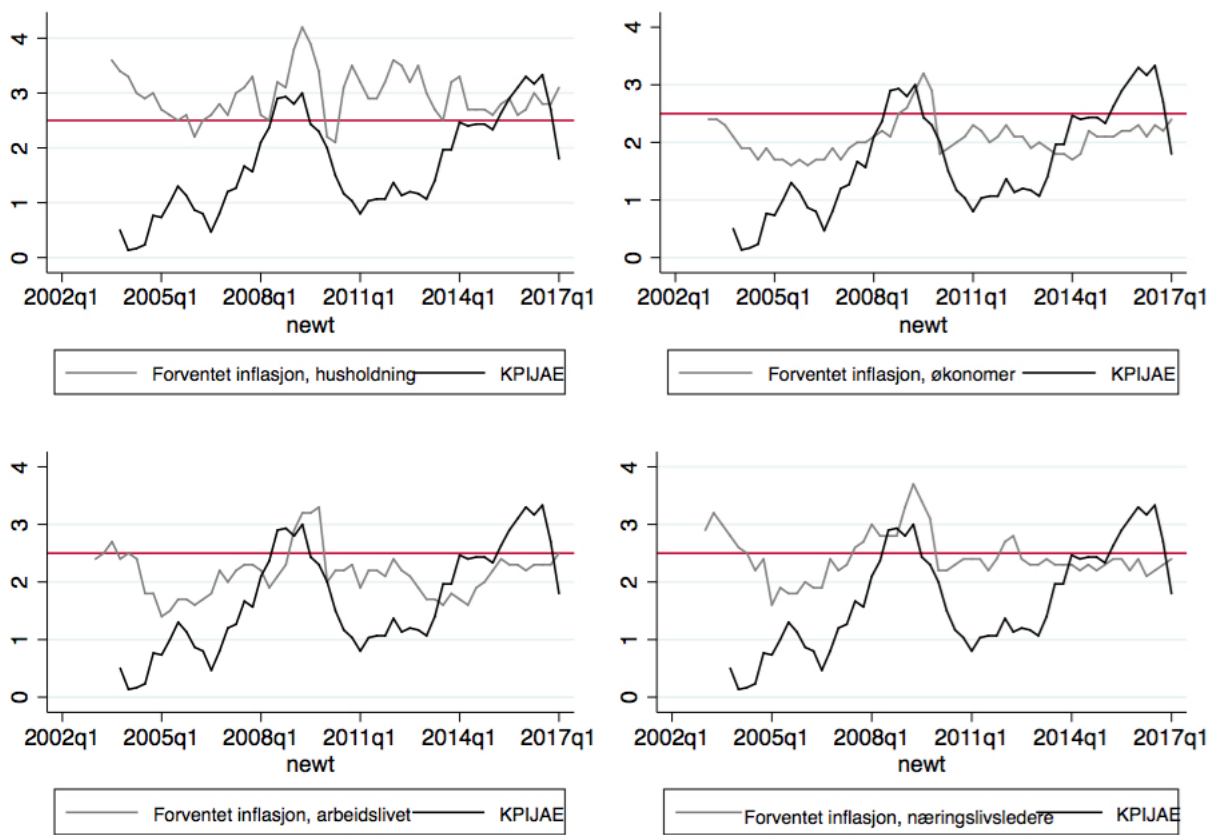 4
3
2
1
0
2002q1 2005q1 2008q1 2011q1 2014q1 2017q1
newt
Forventet inflasjon, husholdning KPIJAE
4
3
2
1
0
2002q1 2005q1 2008q1 2011q1 2014q1 2017q1
newt
Forventet inflasjon, økonomer KPIJAE
4
3
2
1
0
2002q1 2005q1 2008q1 2011q1 2014q1 2017q1
newt
Forventet inflasjon, arbeidslivet KPIJAE
4
3
2
1
0
2002q1 2005q1 2008q1 2011q1 2014q1 2017q1
newt
Forventet inflasjon, næringslivsledere KPIJAE